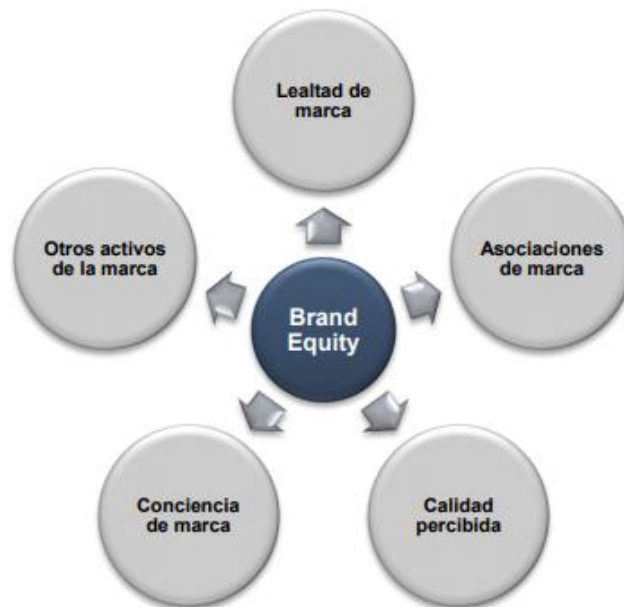 Lealtad de
marca
Otros activos
de la marca
Asociaciones
de marca
Brand
Equity
Conciencia
de marca
Calidad
percibida